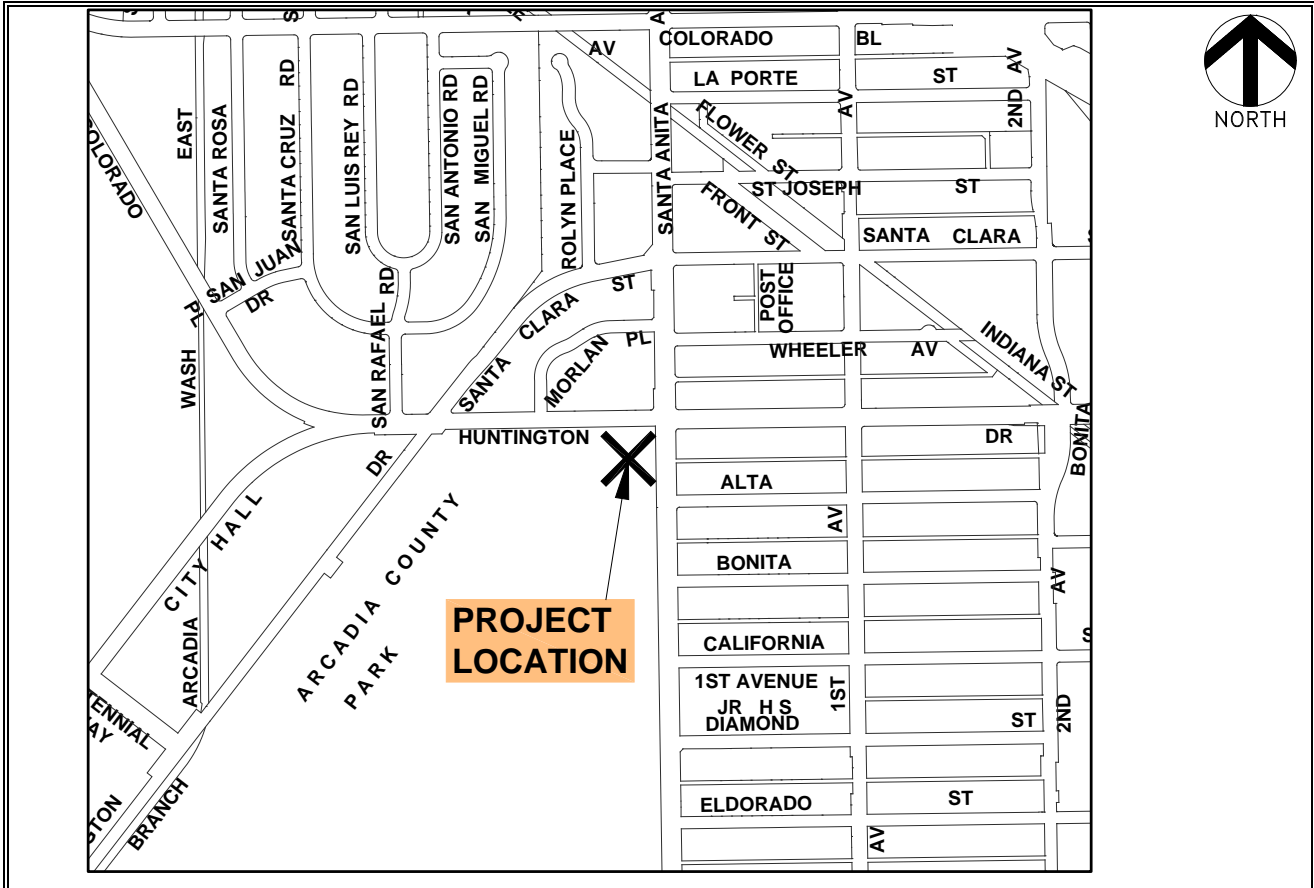 COLORADO BL
AV
LA PORTE ST
AV
2ND AV
NORTH
FLOWER ST
ST JOSEPH ST
FRONT ST
SANTA CLARA
SANTA ANITA
ROLYN PLACE
SAN MIGUEL RD
SAN ANTONIO RD
SAN LUIS REY RD
SANTA CRUZ RD
SANTA ROSA
EAST
SAN JUAN
DR
PL
SAN RAFAEL RD
SANTA CLARA ST
MORLAN PL
POST
OFFICE
WHEELER AV
INDIANA ST
WASH
HUNTINGTON DR
BONITA
DR
ALTA
AV
BONITA
AV
CITY HALL
ARCADIA COUNTY
PARK
PROJECT
LOCATION
CALIFORNIA
1ST AVENUE
JR H S
DIAMOND ST
1ST
2ND
ARCADIA
BRANCH
ELDORADO ST
AV